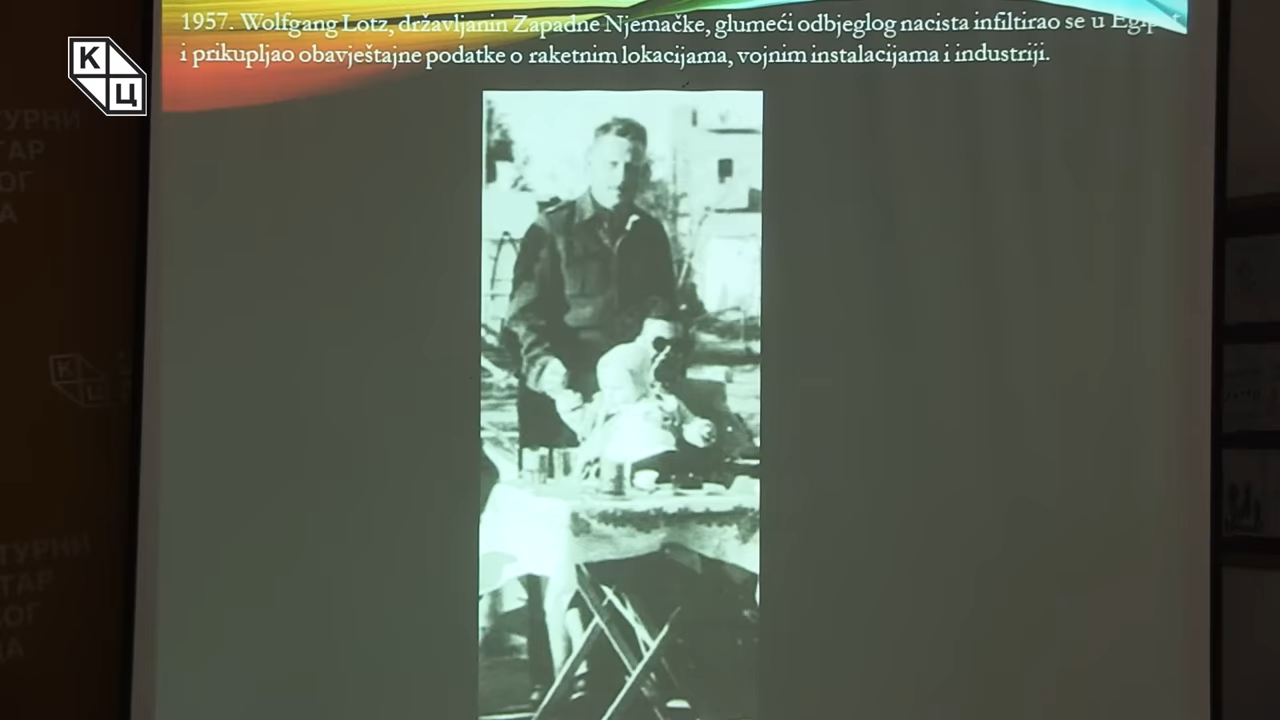 1957. Wolfgang Lotz, državljanin Zapadne Njemačke, glumeći odbjeglog nacista infiltrirao se u Egipat
i prikupljao obavještajne podatke o raketnim lokacijama, vojnim instalacijama i industriji.
К
Ц